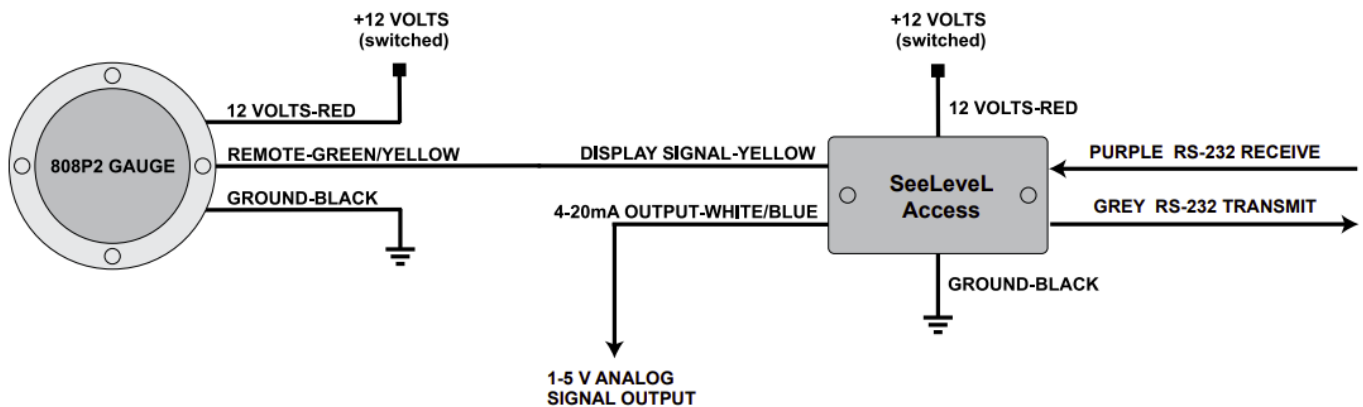 +12 VOLTS
(switched)
12 VOLTS-RED
808P2 GAUGE
REMOTE-GREEN/YELLOW
GROUND-BLACK
DISPLAY SIGNAL-YELLOW
4-20mA OUTPUT-WHITE/BLUE
1-5 V ANALOG
SIGNAL OUTPUT
+12 VOLTS
(switched)
12 VOLTS-RED
SeeLeveL
Access
GROUND-BLACK
PURPLE RS-232 RECEIVE
GREY RS-232 TRANSMIT